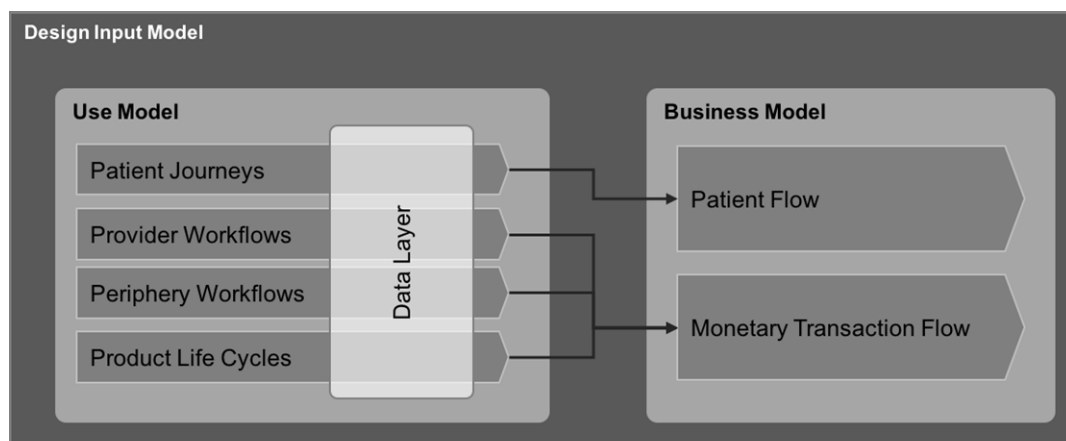 Design Input Model
Use Model
Patient Journeys
Provider Workflows
Periphery Workflows
Product Life Cycles
Data Layer
Business Model
Patient Flow
Monetary Transaction Flow